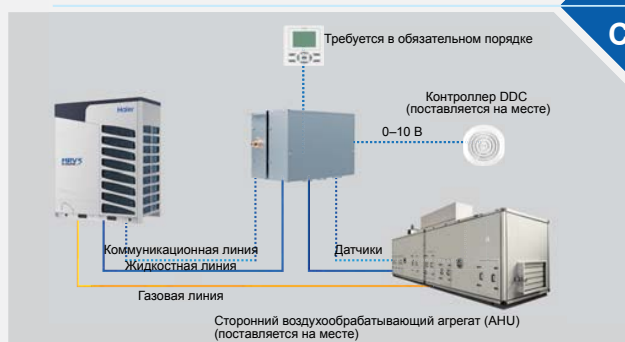 С
Требуется в обязательном порядке
Haier
Контроллер DDC
(поставляется на месте)
0–10 В
MRV5
Коммуникационная линия
Датчики
Жидкостная линия
Газовая линия
Сторонний воздухообрабатывающий агрегат (AHU)
(поставляется на месте)